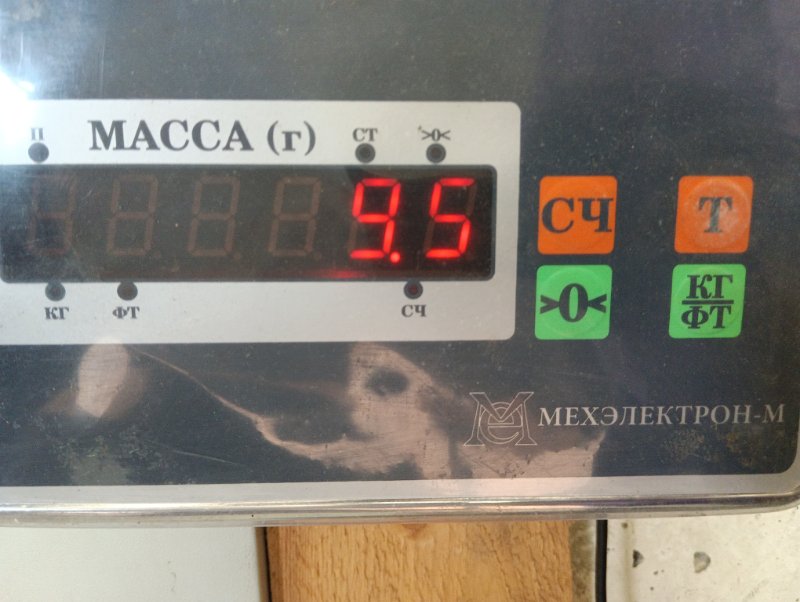 П МАССА (г) СТ >0<
9.5
КГ ФТ СЧ
СЧ Т
>0< КГ/ФТ
МЕХЭЛЕКТРОН-М